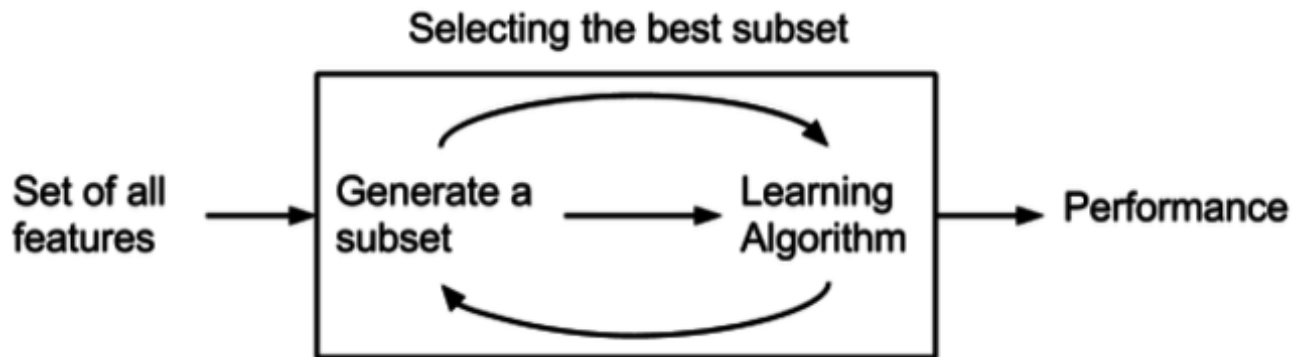 Selecting the best subset
Set of all
features
Generate a
subset
Learning
Algorithm
Performance